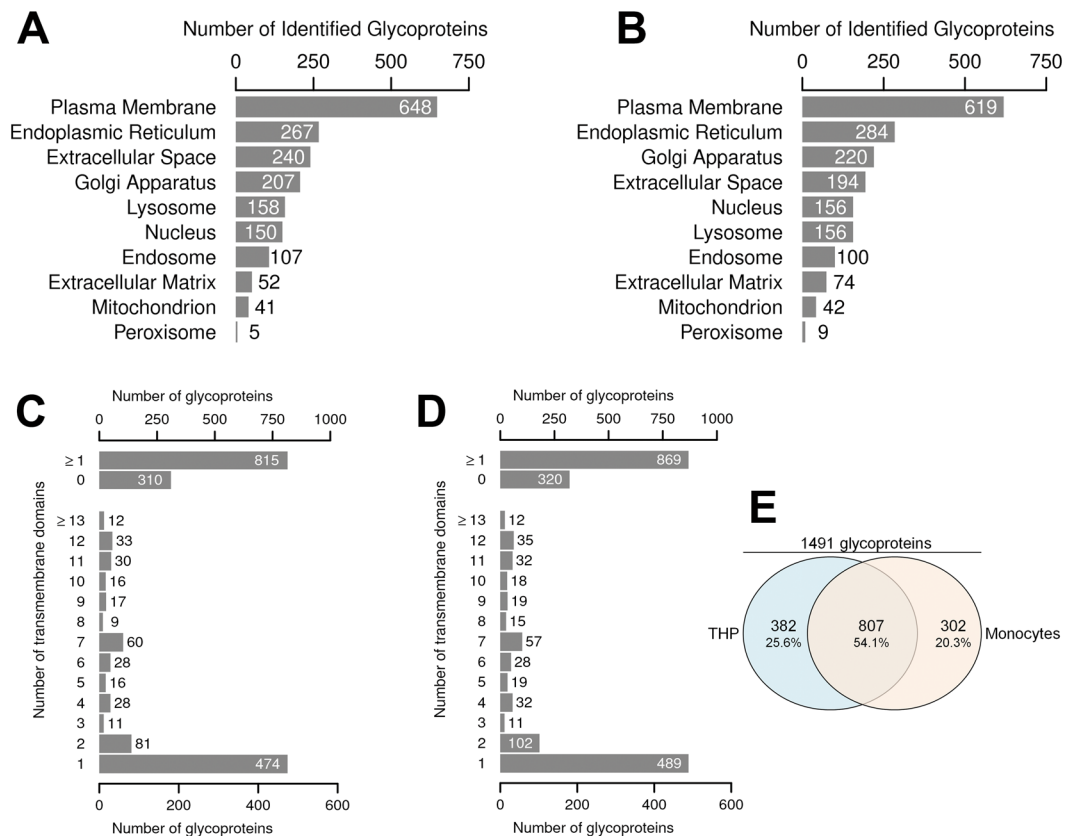 A
Number of Identified Glycoproteins
0 250 500 750
Plasma Membrane 648
Endoplasmic Reticulum 267
Extracellular Space 240
Golgi Apparatus 207
Lysosome 158
Nucleus 150
Endosome 107
Extracellular Matrix 52
Mitochondrion 41
Peroxisome 5
B
Number of Identified Glycoproteins
0 250 500 750
Plasma Membrane 619
Endoplasmic Reticulum 284
Golgi Apparatus 220
Extracellular Space 194
Nucleus 156
Lysosome 156
Endosome 100
Extracellular Matrix 74
Mitochondrion 42
Peroxisome 9
C
Number of glycoproteins
0 250 500 750 1000
Number of transmembrane domains
≥ 1 815
0 310
≥ 13 12
12 33
11 30
10 16
9 17
8 9
7 60
6 28
5 16
4 28
3 11
2 81
1 474
0 200 400 600
Number of glycoproteins
D
Number of glycoproteins
0 250 500 750 1000
Number of transmembrane domains
≥ 1 869
0 320
≥ 13 12
12 35
11 32
10 18
9 19
8 15
7 57
6 28
5 19
4 32
3 11
2 102
1 489
0 200 400 600
Number of glycoproteins
E
1491 glycoproteins
THP 382 807 302 Monocytes
25.6% 54.1% 20.3%